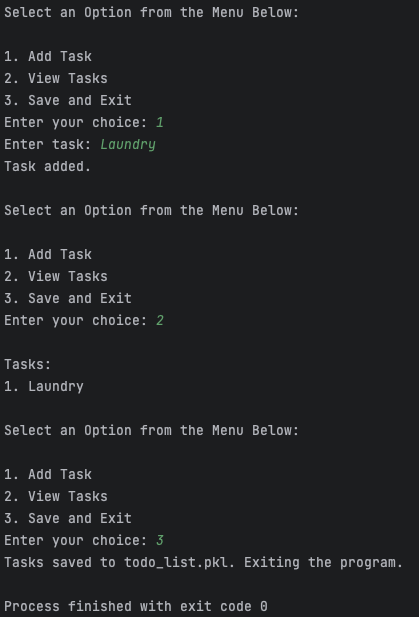 Select an Option from the Menu Below:
1. Add Task
2. View Tasks
3. Save and Exit
Enter your choice: 1
Enter task: Laundry
Task added.
Select an Option from the Menu Below:
1. Add Task
2. View Tasks
3. Save and Exit
Enter your choice: 2
Tasks:
1. Laundry
Select an Option from the Menu Below:
1. Add Task
2. View Tasks
3. Save and Exit
Enter your choice: 3
Tasks saved to todo_list.pkl. Exiting the program.
Process finished with exit code 0